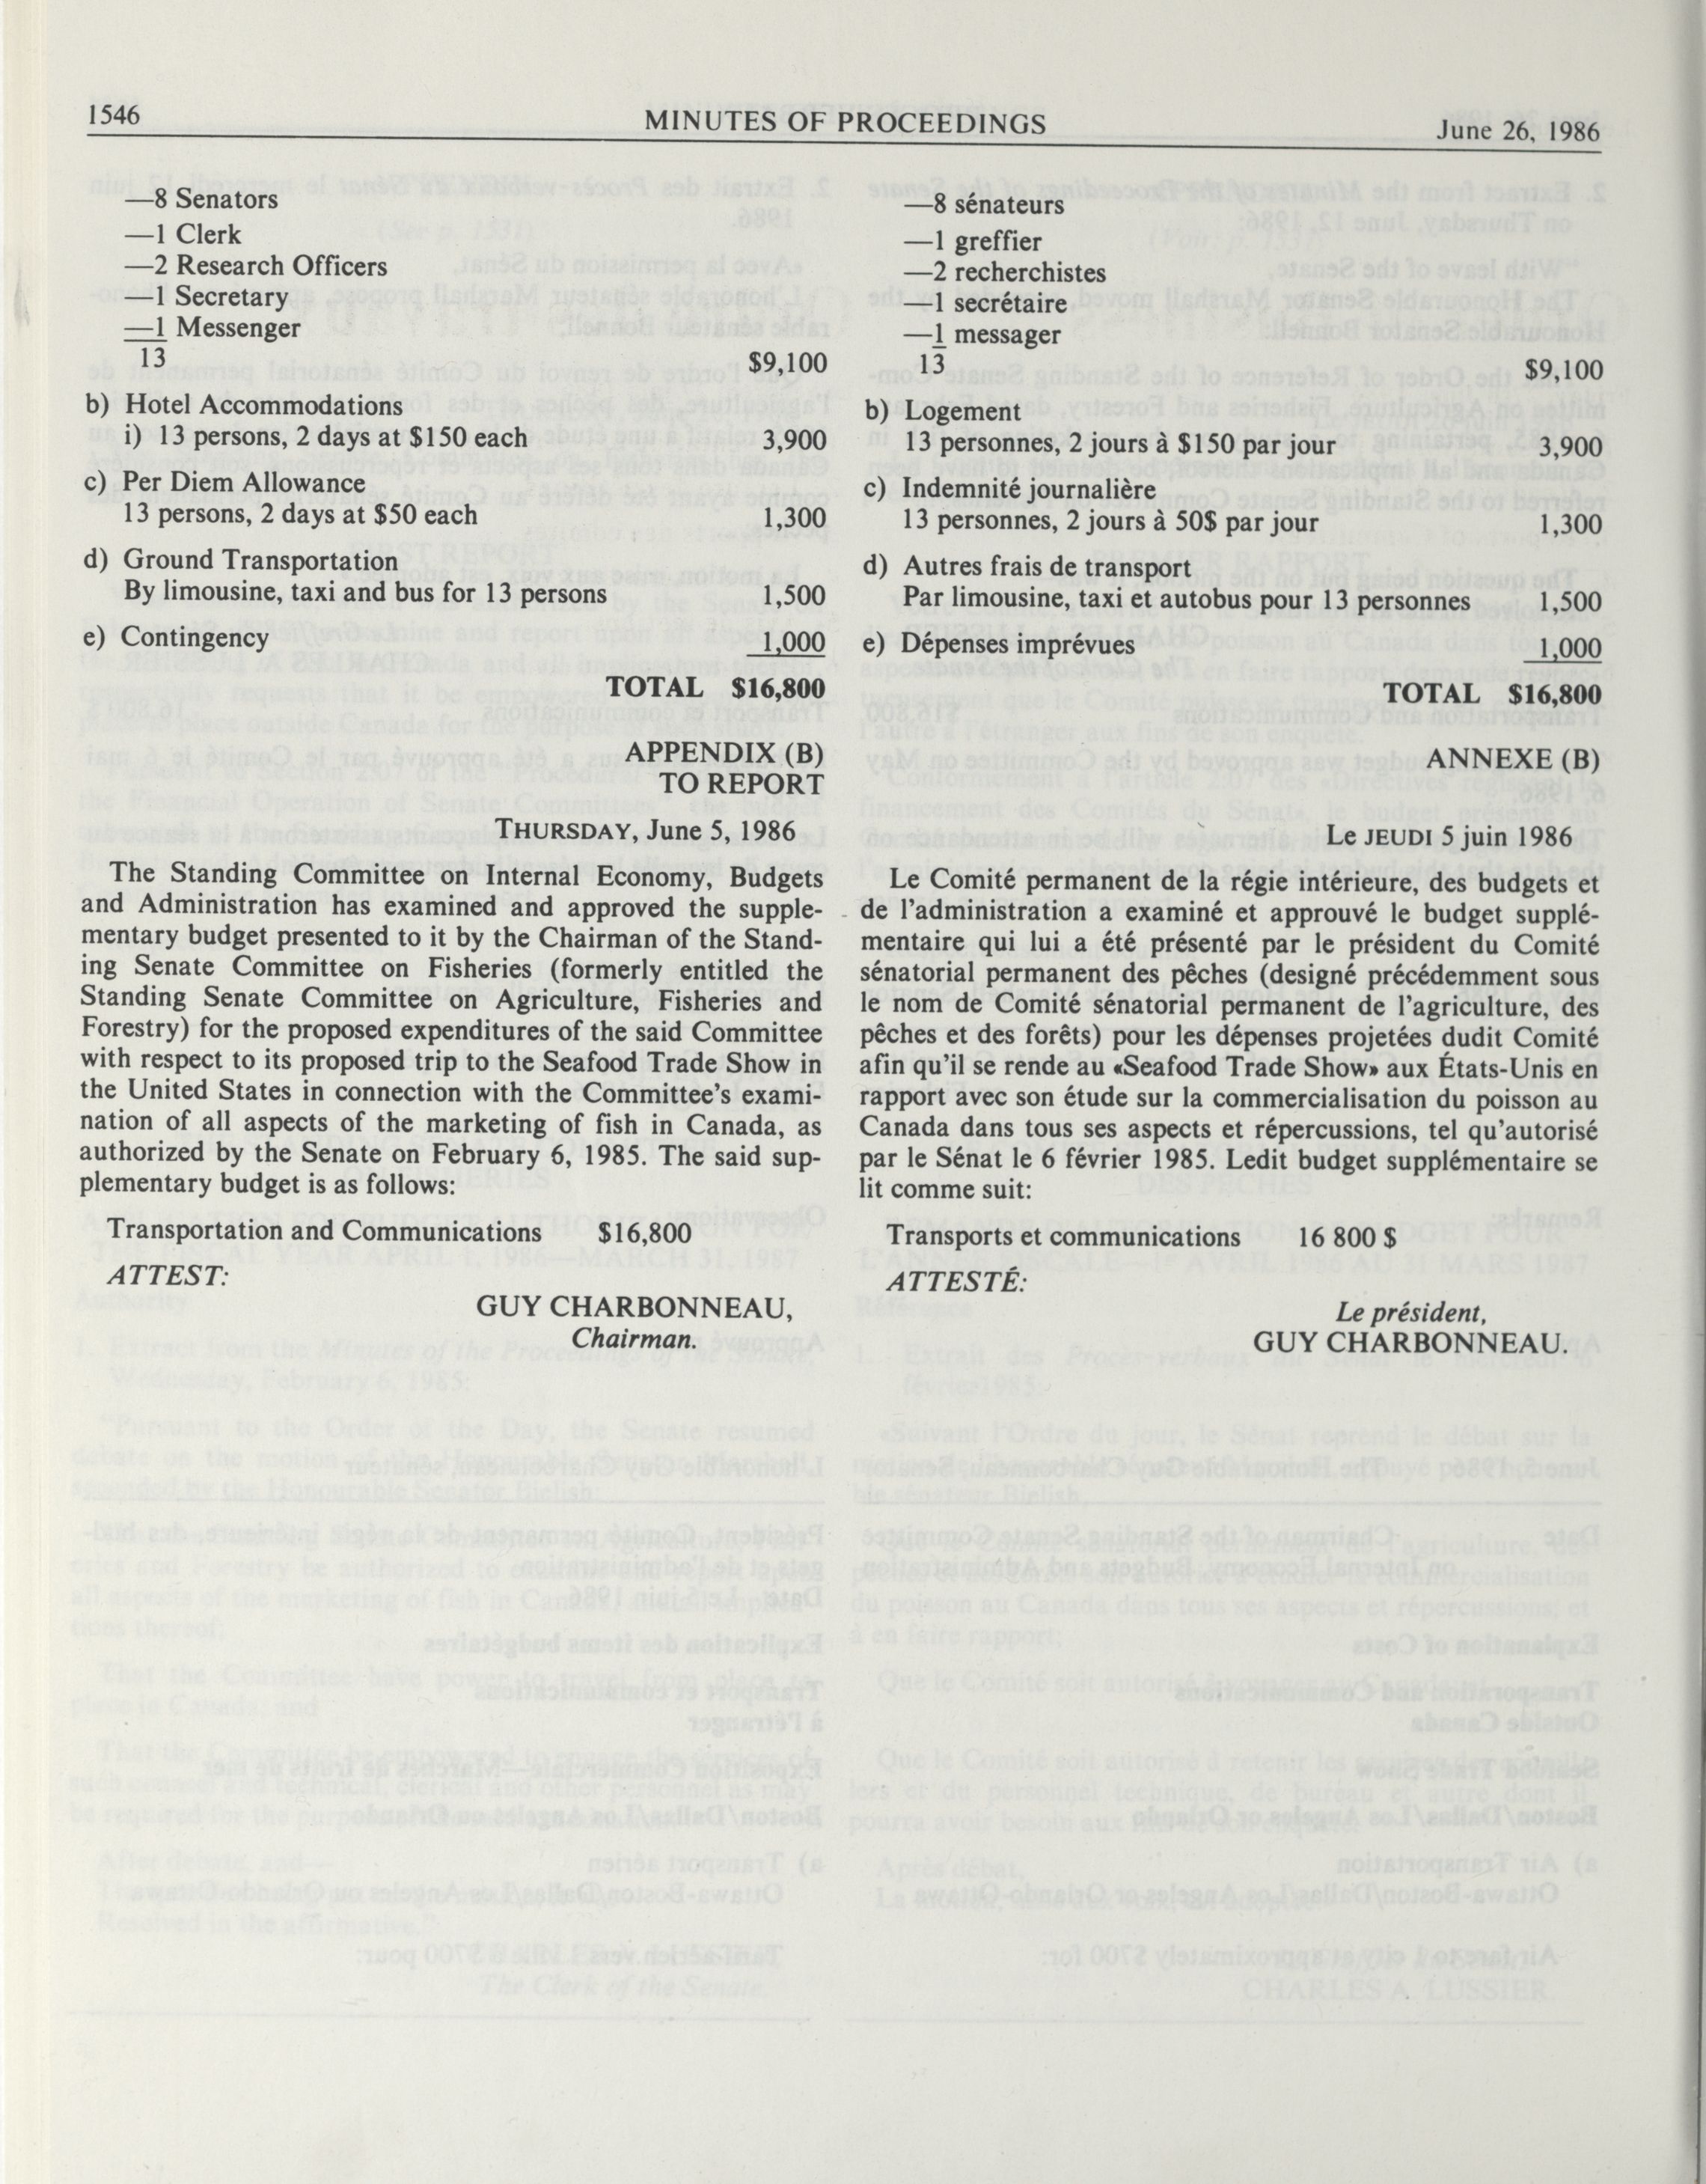 1546
MINUTES OF PROCEEDINGS
June 26, 1986
—8 Senators
—1 Clerk
—2 Research Officers
—1 Secretary
—1 Messenger
13
$9,100
b) Hotel Accommodations
i) 13 persons, 2 days at $150 each 3,900
c) Per Diem Allowance
13 persons, 2 days at $50 each 1,300
d) Ground Transportation
By limousine, taxi and bus for 13 persons 1,500
e) Contingency 1,000
TOTAL $16,800
APPENDIX (B)
TO REPORT
THURSDAY, June 5, 1986
The Standing Committee on Internal Economy, Budgets
and Administration has examined and approved the supple-
mentary budget presented to it by the Chairman of the Stand-
ing Senate Committee on Fisheries (formerly entitled the
Standing Senate Committee on Agriculture, Fisheries and
Forestry) for the proposed expenditures of the said Committee
with respect to its proposed trip to the Seafood Trade Show in
the United States in connection with the Committee's exami-
nation of all aspects of the marketing of fish in Canada, as
authorized by the Senate on February 6, 1985. The said sup-
plementary budget is as follows:
Transportation and Communications $16,800
ATTEST:
GUY CHARBONNEAU,
Chairman.
—8 sénateurs
—1 greffier
—2 recherchistes
—1 secrétaire
—1 messager
13
$9,100
b) Logement
13 personnes, 2 jours à $150 par jour 3,900
c) Indemnité journalière
13 personnes, 2 jours à 50$ par jour 1,300
d) Autres frais de transport
Par limousine, taxi et autobus pour 13 personnes 1,500
e) Dépenses imprévues 1,000
TOTAL $16,800
ANNEXE (B)
Le JEUDI 5 juin 1986
Le Comité permanent de la régie intérieure, des budgets et
de l'administration a examiné et approuvé le budget supplé-
mentaire qui lui a été présenté par le président du Comité
sénatorial permanent des pêches (designé précédemment sous
le nom de Comité sénatorial permanent de l'agriculture, des
pêches et des forêts) pour les dépenses projetées dudit Comité
afin qu'il se rende au «Seafood Trade Show» aux États-Unis en
rapport avec son étude sur la commercialisation du poisson au
Canada dans tous ses aspects et répercussions, tel qu'autorisé
par le Sénat le 6 février 1985. Ledit budget supplémentaire se
lit comme suit:
Transports et communications 16 800 $
ATTESTÉ:
Le président,
GUY CHARBONNEAU.